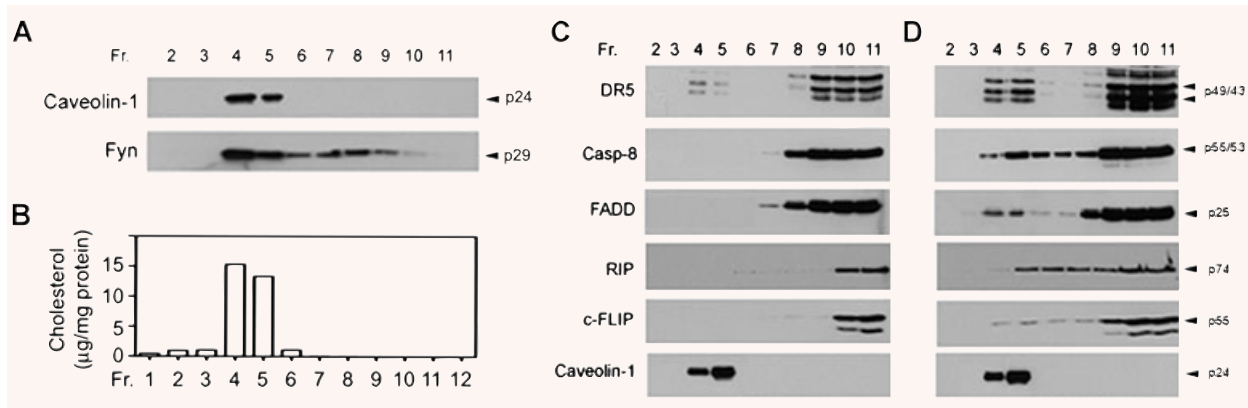 A
Fr. 2 3 4 5 6 7 8 9 10 11
Caveolin-1 p24
Fyn p29
B
Cholesterol
(µg/mg protein)
15
10
5
0
Fr. 1 2 3 4 5 6 7 8 9 10 11 12
C
Fr. 2 3 4 5 6 7 8 9 10 11
DR5
Casp-8
FADD
RIP
c-FLIP
Caveolin-1
D
2 3 4 5 6 7 8 9 10 11
p49/43
p55/53
p25
p74
p55
p24